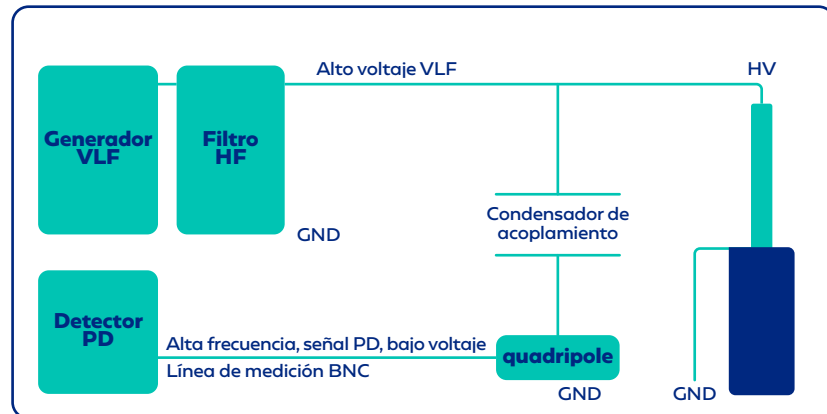 Alto voltaje VLF
HV
Generador
VLF
Filtro
HF
GND
Condensador de
acoplamiento
Detector
PD
Alta frecuencia, señal PD, bajo voltaje
Línea de medición BNC
quadripole
GND
GND